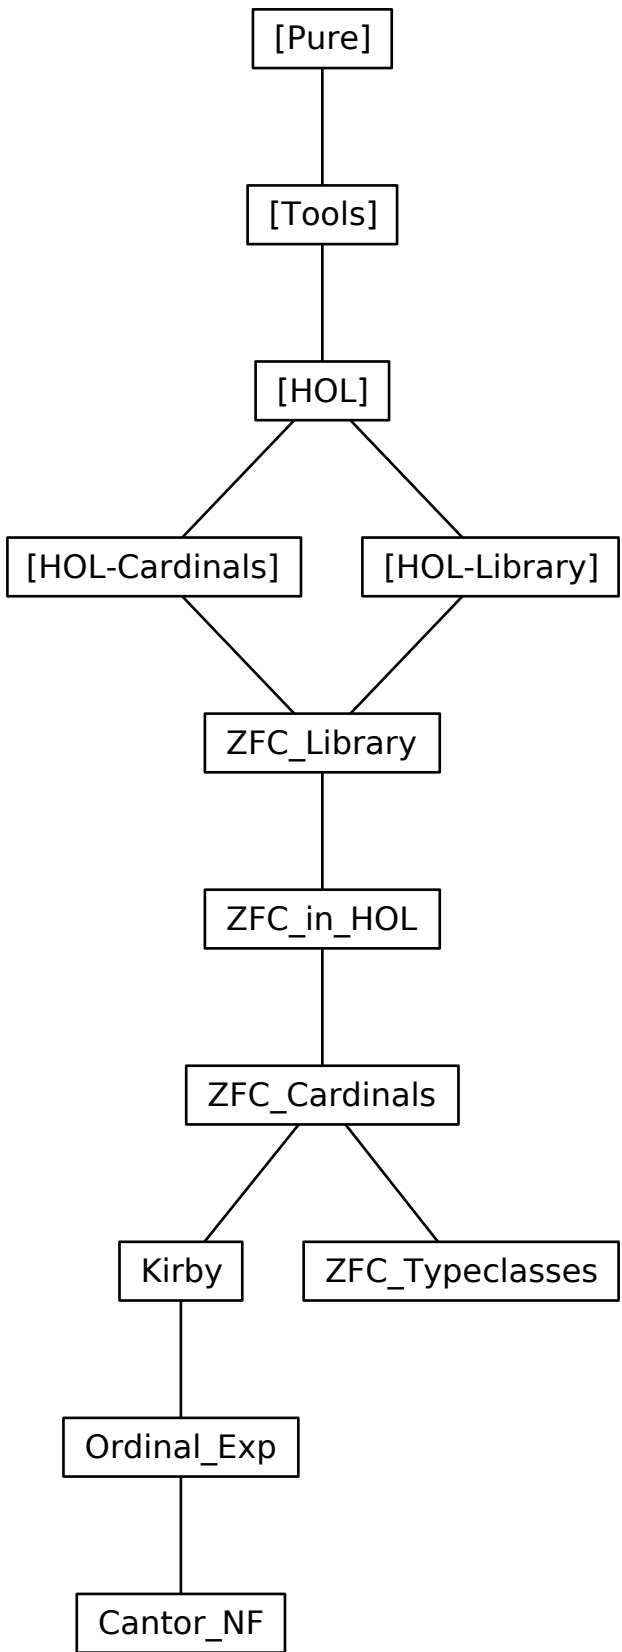 [Pure]
[Tools]
[HOL]
[HOL-Cardinals]
[HOL-Library]
ZFC_Library
ZFC_in_HOL
ZFC_Cardinals
Kirby
ZFC_Typeclasses
Ordinal_Exp
Cantor_NF